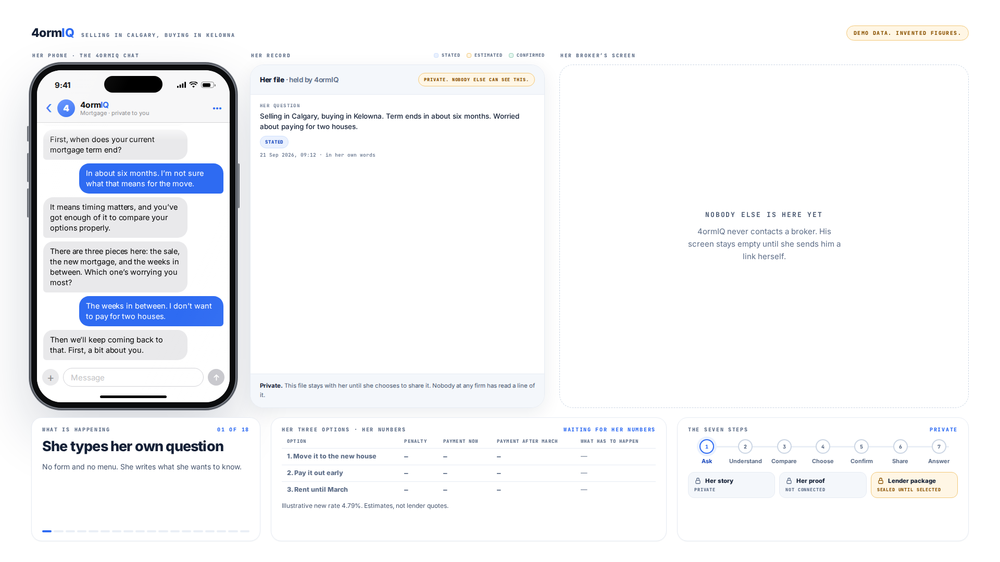 4ormIQ SELLING IN CALGARY, BUYING IN KELOWNA
DEMO DATA. INVENTED FIGURES.
HER PHONE · THE 4ORMIQ CHAT
9:41
4
4ormIQ
Mortgage · private to you
First, when does your current
mortgage term end?
In about six months. I’m not sure
what that means for the move.
It means timing matters, and you’ve
got enough of it to compare your
options properly.
There are three pieces here: the sale,
the new mortgage, and the weeks in
between. Which one’s worrying you
most?
The weeks in between. I don’t want
to pay for two houses.
Then we’ll keep coming back to
that. First, a bit about you.
+ Message
HER RECORD
STATED ESTIMATED CONFIRMED
Her file · held by 4ormIQ
PRIVATE. NOBODY ELSE CAN SEE THIS.
HER QUESTION
Selling in Calgary, buying in Kelowna. Term ends in about six months. Worried
about paying for two houses.
STATED
21 Sep 2026, 09:12 · in her own words
Private. This file stays with her until she chooses to share it. Nobody at any firm has read a line of
it.
HER BROKER’S SCREEN
NOBODY ELSE IS HERE YET
4ormIQ never contacts a broker. His
screen stays empty until she sends him a
link herself.
WHAT IS HAPPENING 01 OF 18
She types her own question
No form and no menu. She writes what she wants to know.
HER THREE OPTIONS · HER NUMBERS WAITING FOR HER NUMBERS
OPTION PENALTY PAYMENT NOW PAYMENT AFTER MARCH WHAT HAS TO HAPPEN
1. Move it to the new house – – – —
2. Pay it out early – – – —
3. Rent until March – – – —
Illustrative new rate 4.79%. Estimates, not lender quotes.
THE SEVEN STEPS PRIVATE
1 2 3 4 5 6 7
Ask Understand Compare Choose Confirm Share Answer
Her story
PRIVATE
Her proof
NOT CONNECTED
Lender package
SEALED UNTIL SELECTED